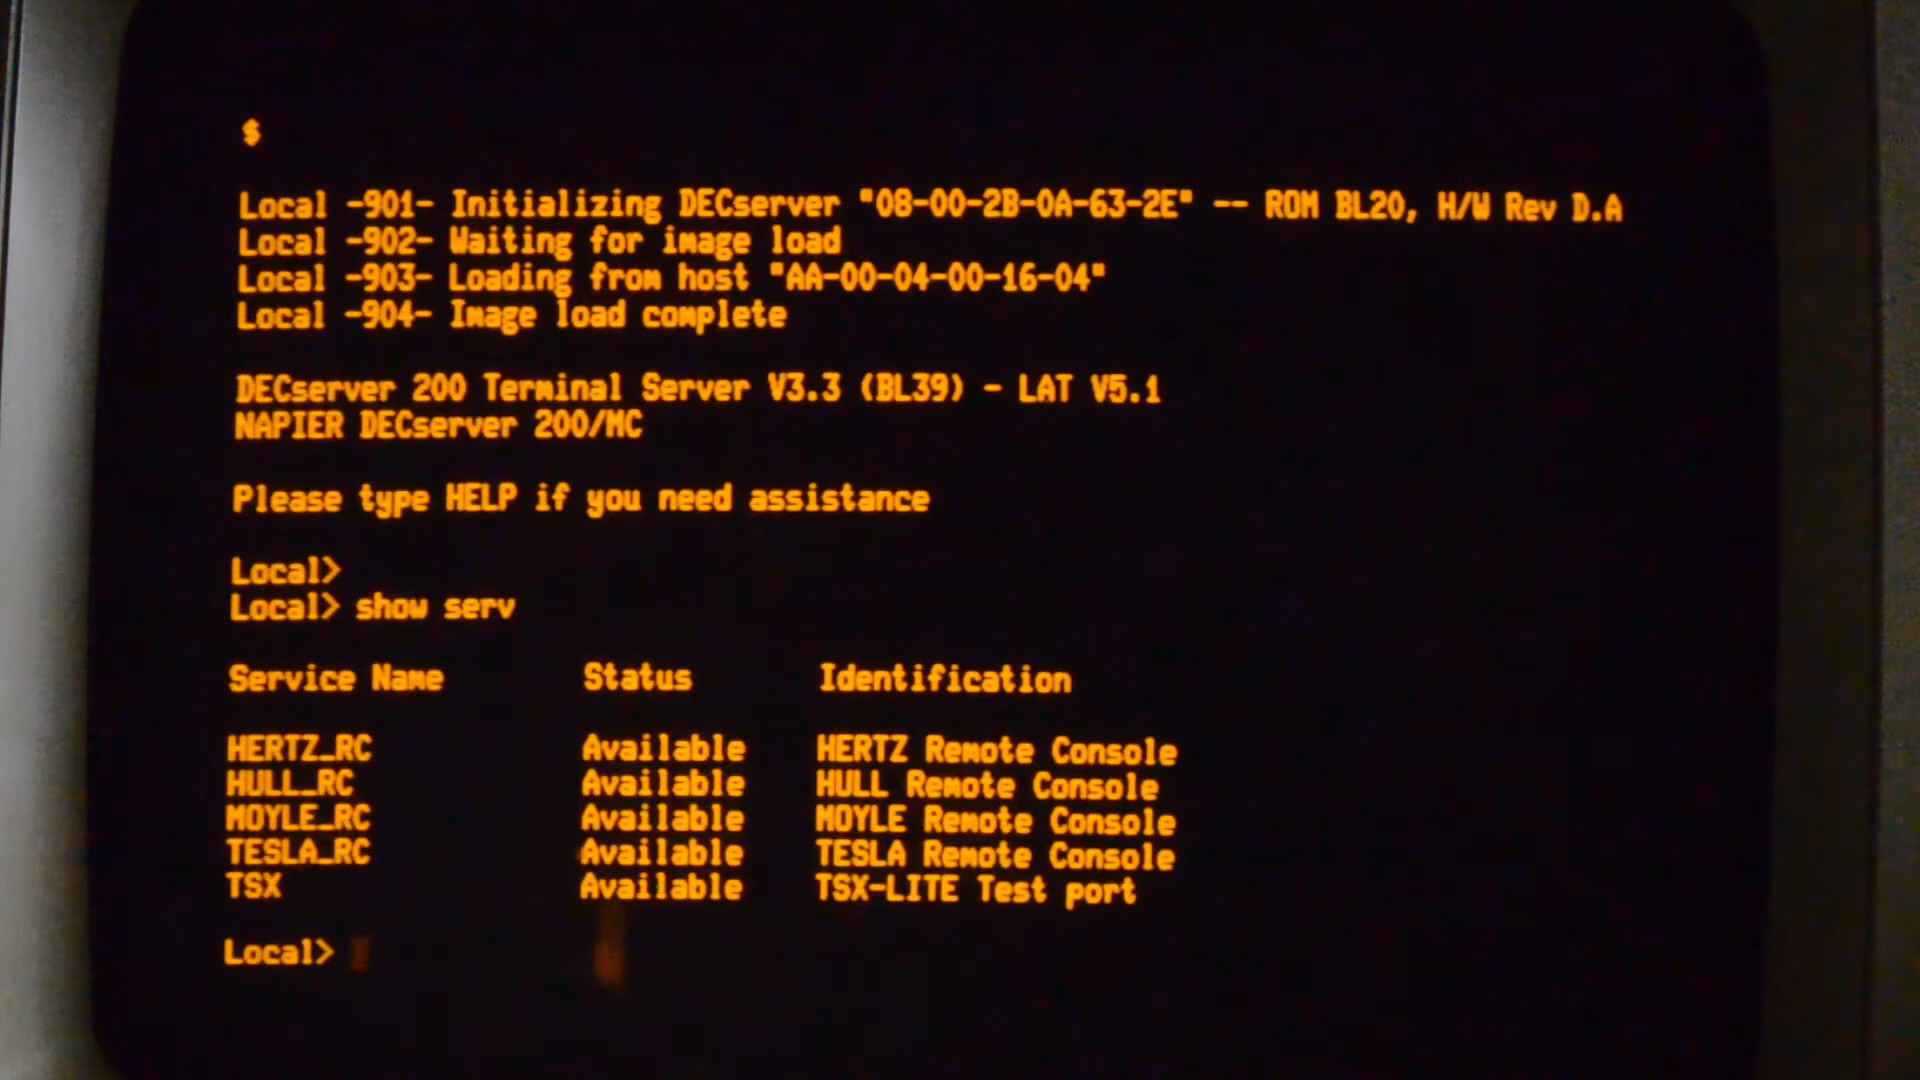 $
Local -901- Initializing DECserver "08-00-2B-0A-63-2E" -- ROM BL20, H/W Rev D.A
Local -902- Waiting for image load
Local -903- Loading from host "AA-00-04-00-16-04"
Local -904- Image load complete
DECserver 200 Terminal Server V3.3 (BL39) - LAT V5.1
NAPIER DECserver 200/MC
Please type HELP if you need assistance
Local>
Local> show serv
Service Name Status Identification
HERTZ_RC Available HERTZ Remote Console
HULL_RC Available HULL Remote Console
MOYLE_RC Available MOYLE Remote Console
TESLA_RC Available TESLA Remote Console
TSX Available TSX-LITE Test port
Local>